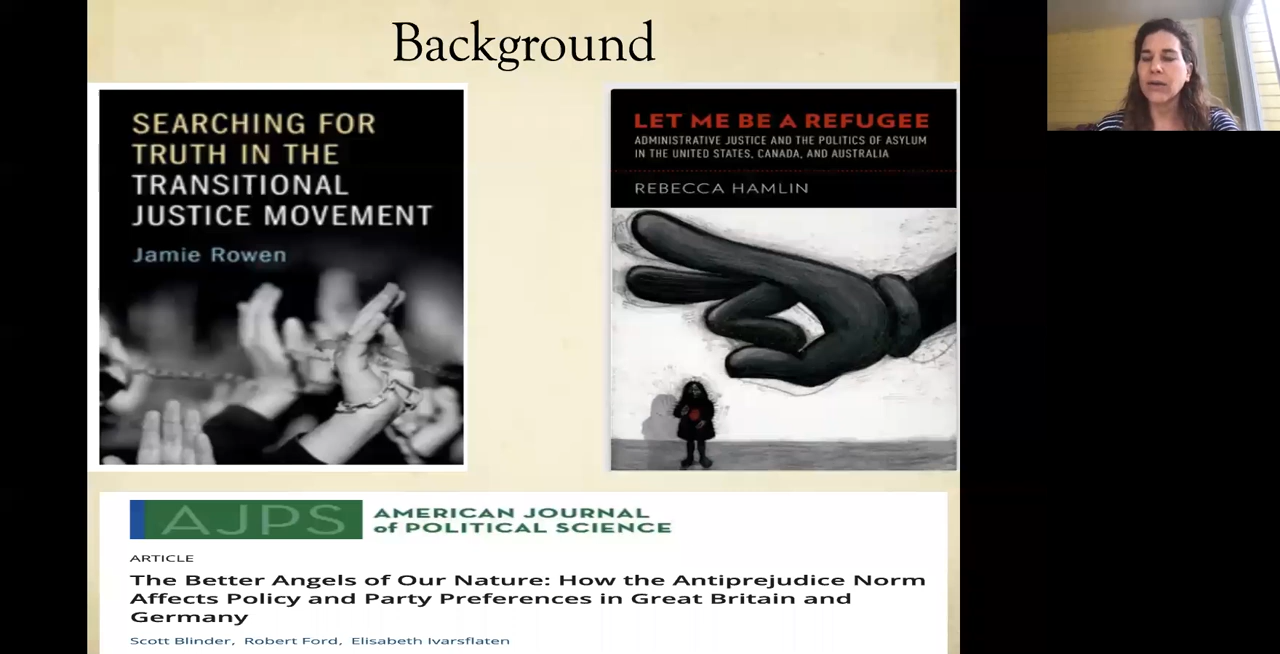 Background
SEARCHING FOR
TRUTH IN THE
TRANSITIONAL
JUSTICE MOVEMENT
Jamie Rowen
LET ME BE A REFUGEE
ADMINISTRATIVE JUSTICE AND THE POLITICS OF ASYLUM
IN THE UNITED STATES, CANADA, AND AUSTRALIA
REBECCA HAMLIN
AJPS
AMERICAN JOURNAL
of POLITICAL SCIENCE
ARTICLE
The Better Angels of Our Nature: How the Antiprejudice Norm
Affects Policy and Party Preferences in Great Britain and
Germany
Scott Blinder, Robert Ford, Elisabeth Ivarsflaten